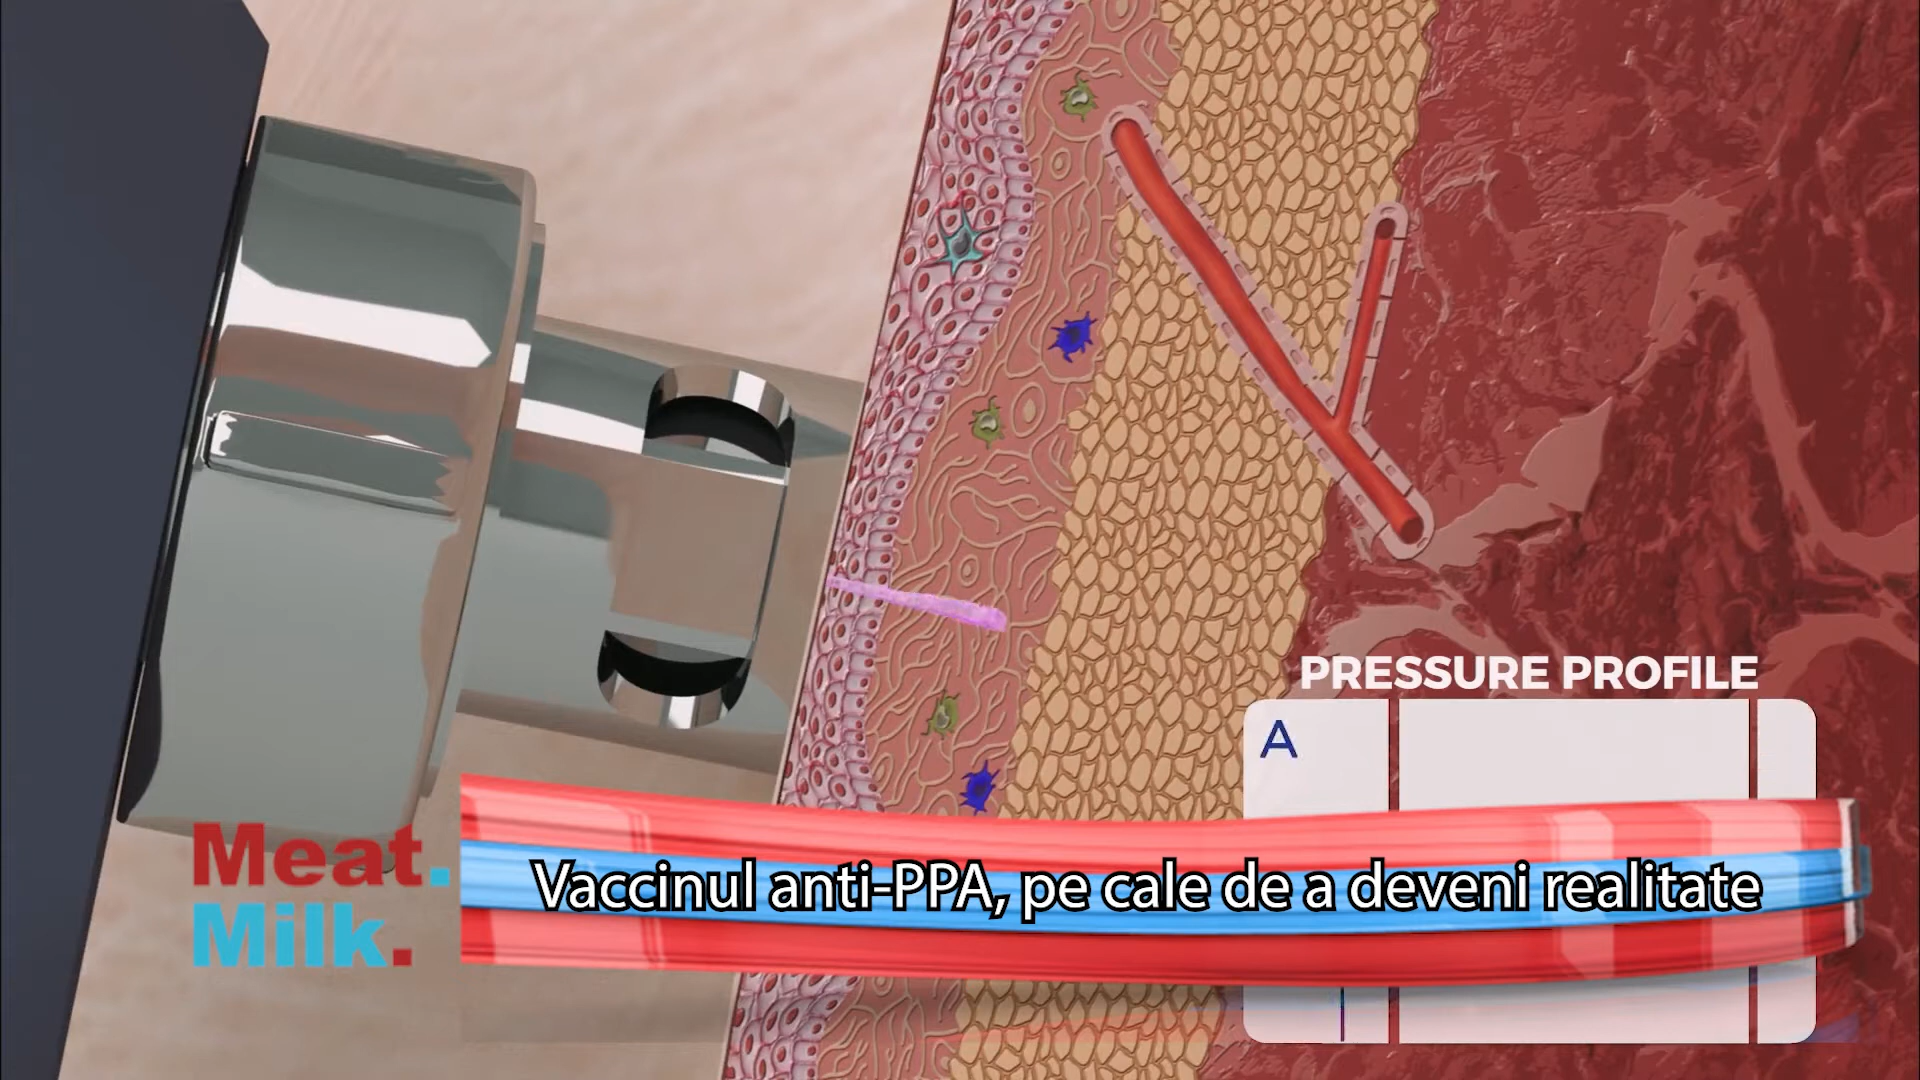 PRESSURE PROFILE
A
Meat.
Milk.
Vaccinul anti-PPA, pe cale de a deveni realitate